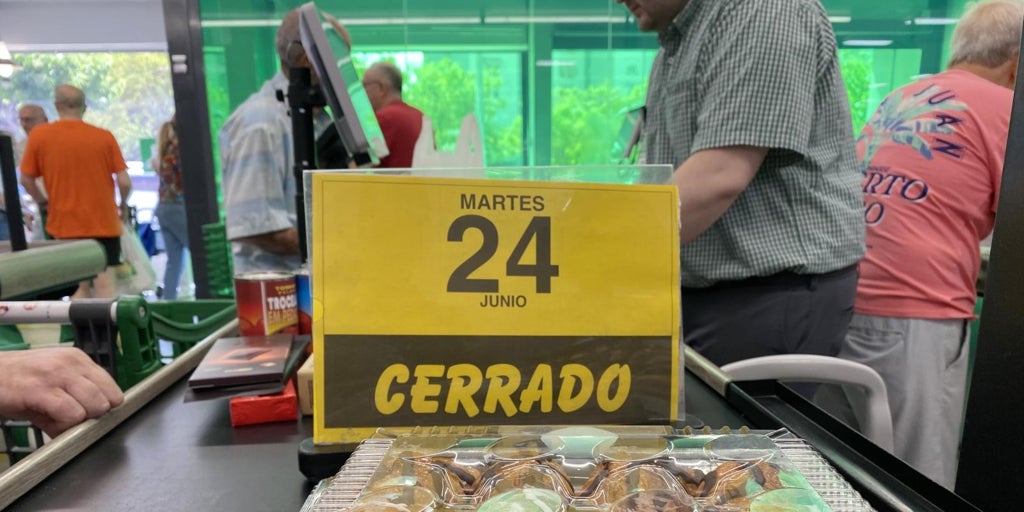 MARTES
24
JUNIO
CERRADO